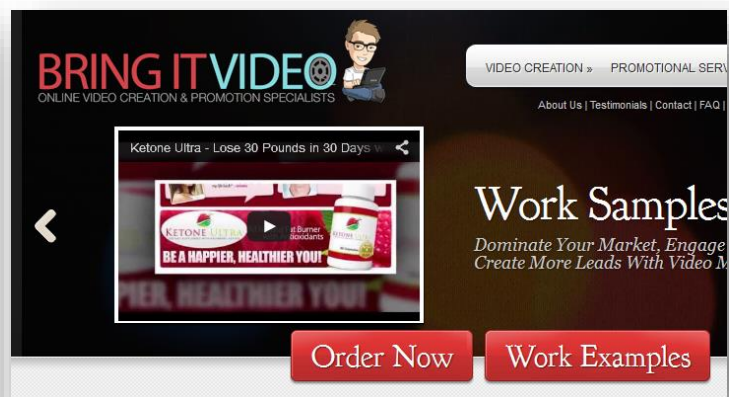 BRING IT VIDEO
ONLINE VIDEO CREATION & PROMOTION SPECIALISTS
VIDEO CREATION » PROMOTIONAL SERV
About Us | Testimonials | Contact | FAQ |
Ketone Ultra - Lose 30 Pounds in 30 Days w
KETONE ULTRA
at Burner
BE A HAPPIER, HEALTHIER YOU!
PIER, HEALTHIER YOU!
Work Samples
Dominate Your Market, Engage
Create More Leads With Video M
Order Now
Work Examples